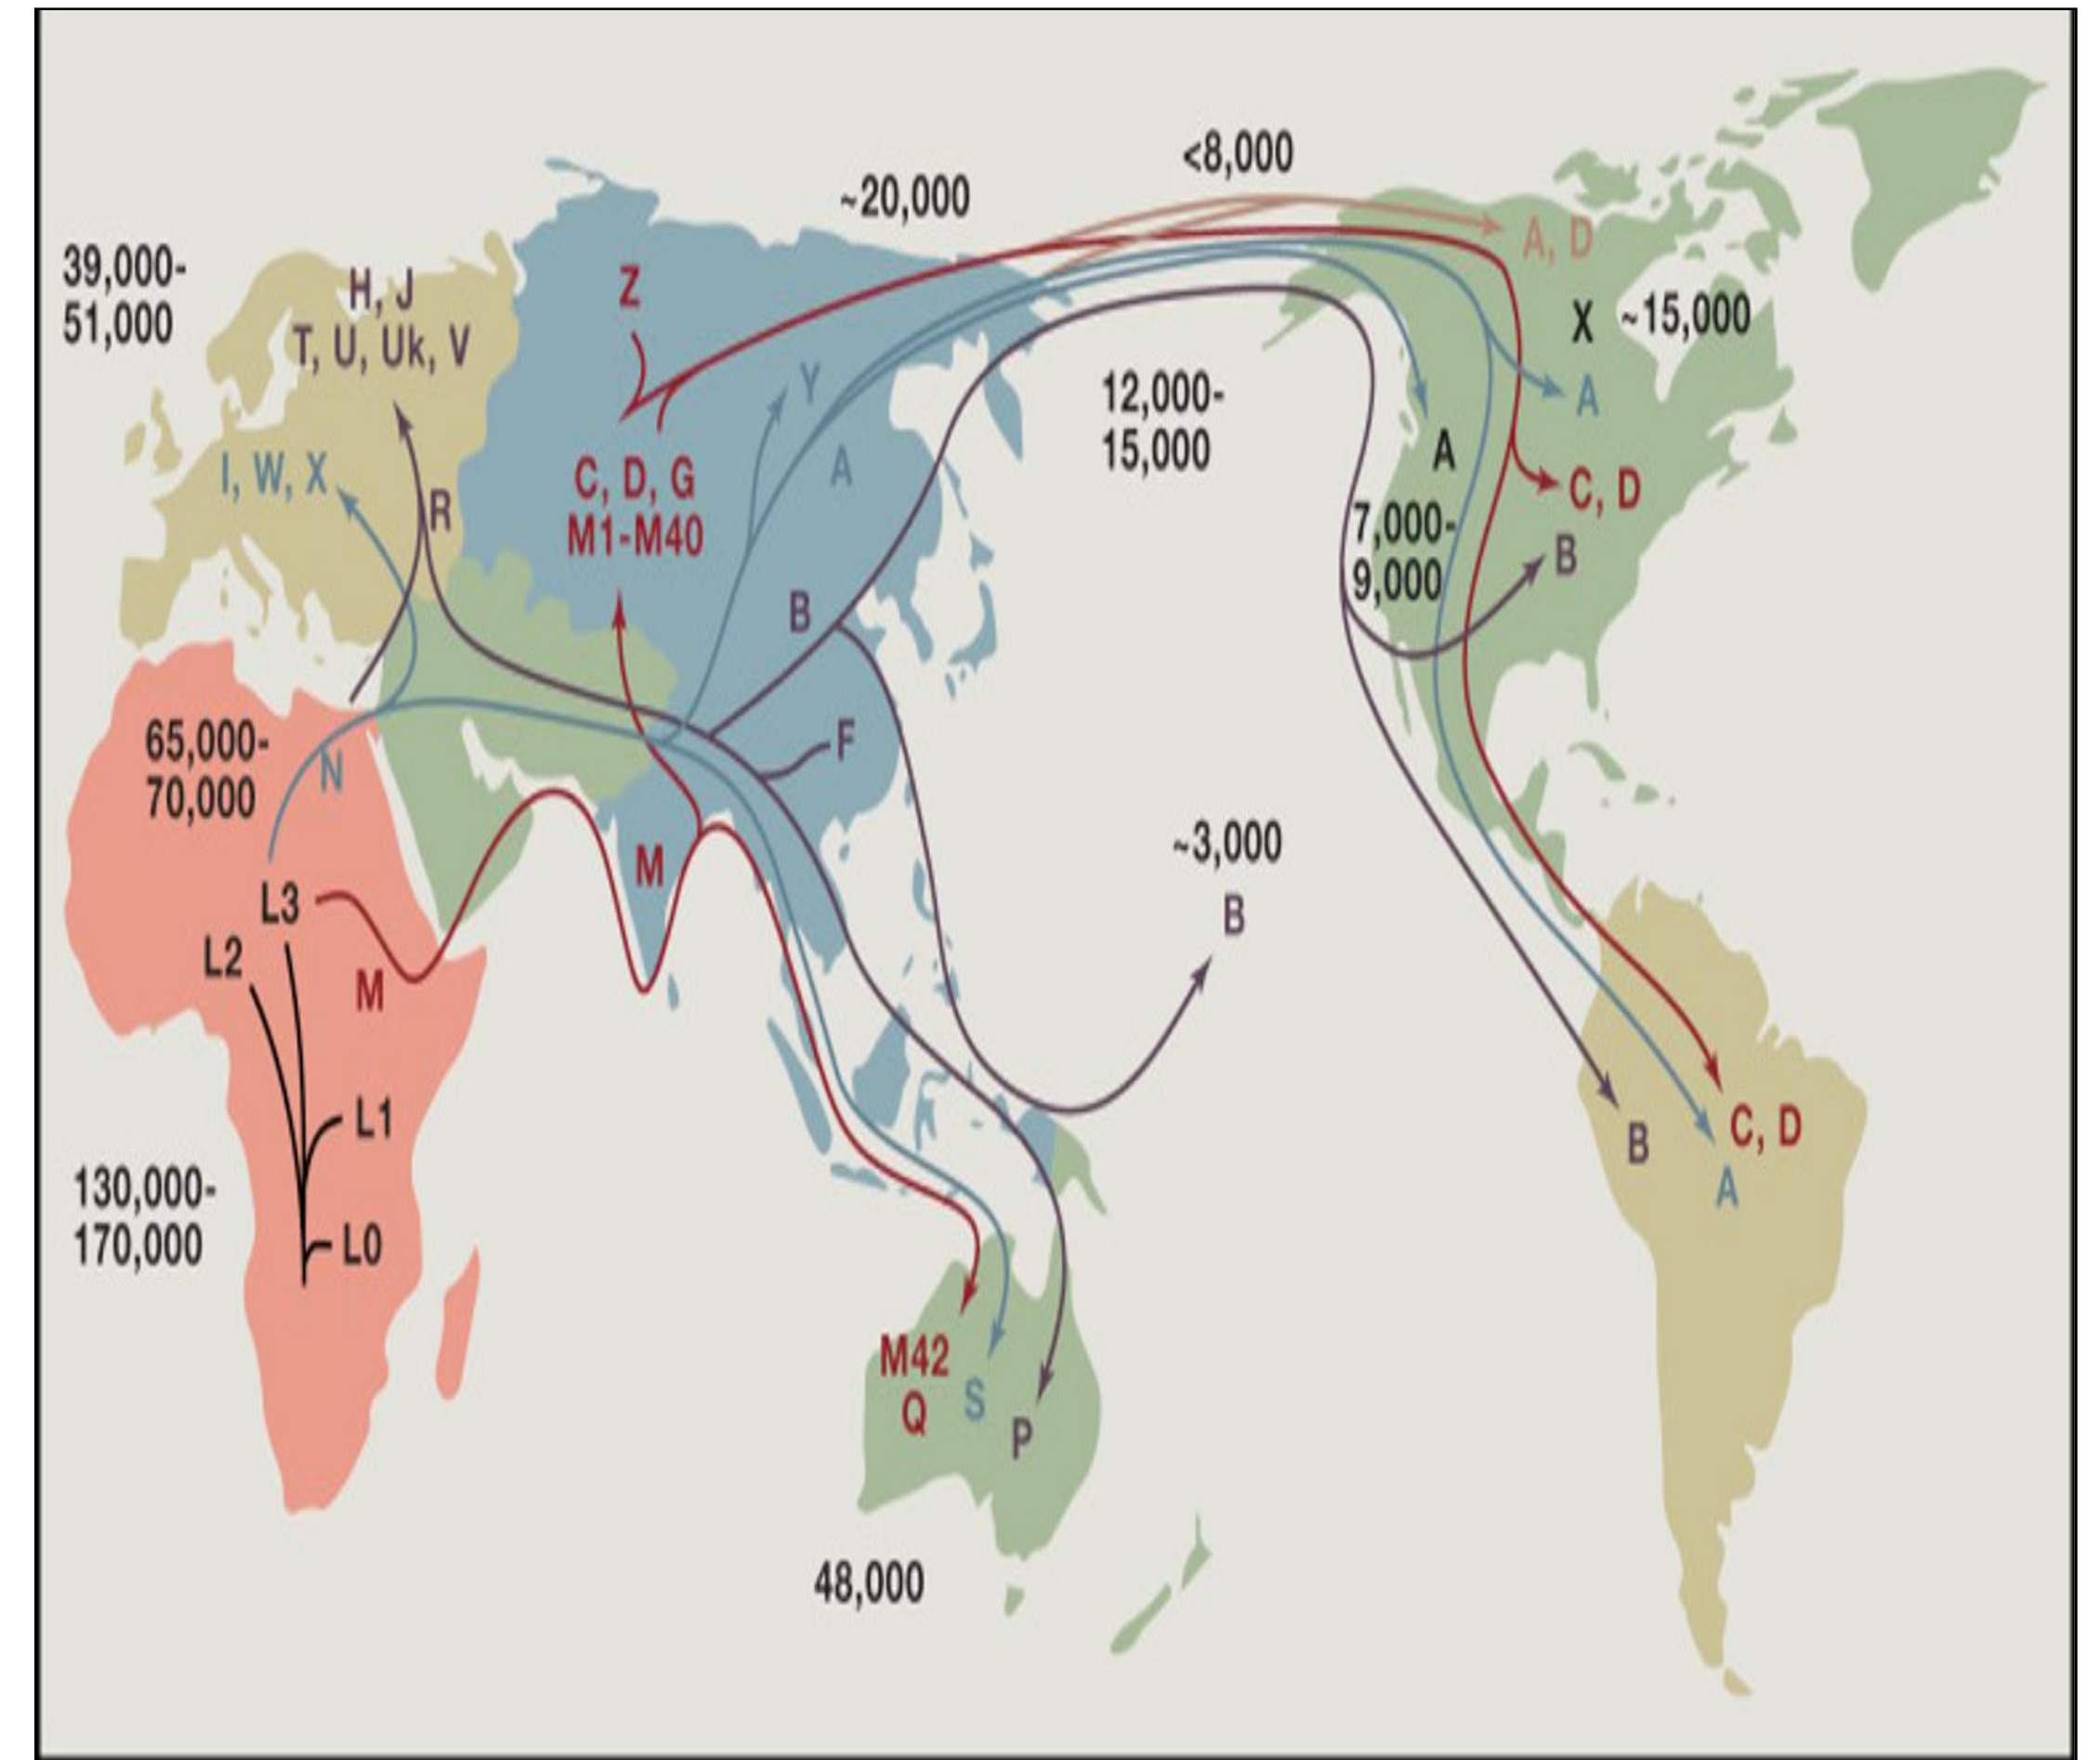 <8,000
~20,000
39,000-
51,000
H, J
T, U, Uk, V
I, W, X
R
Z
C, D, G
M1-M40
Y
A
B
F
A, D
X
~15,000
A
12,000-
15,000
A
C, D
7,000-
9,000
B
65,000-
70,000
N
L3
L2
M
M
L1
L0
130,000-
170,000
~3,000
B
B
C, D
A
M42
Q
S
P
48,000